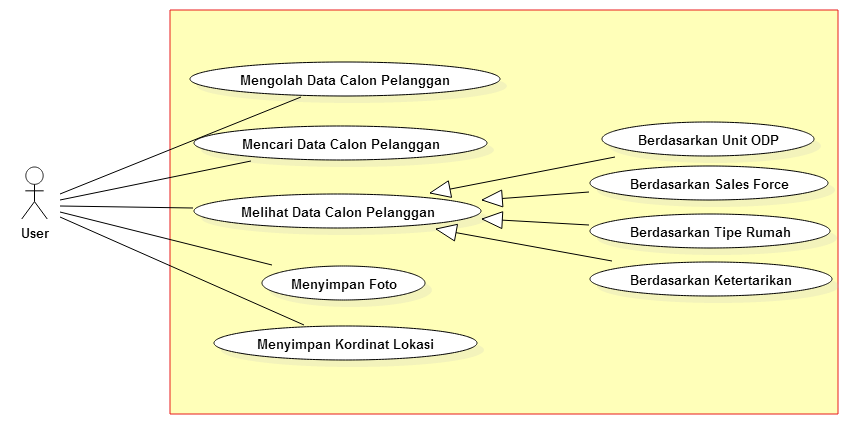 Mengolah Data Calon Pelanggan
Mencari Data Calon Pelanggan
Melihat Data Calon Pelanggan
Menyimpan Foto
Menyimpan Kordinat Lokasi
Berdasarkan Unit ODP
Berdasarkan Sales Force
Berdasarkan Tipe Rumah
Berdasarkan Ketertarikan
User